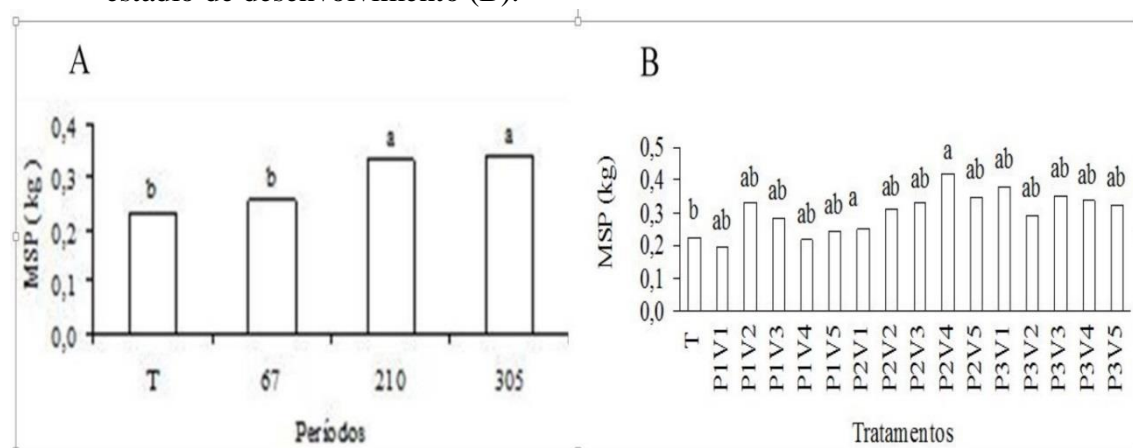 estádio de desenvolvimento (B).
A
MSP (kg)
0,4
0,3
0,2
0,1
0,0
b
b
a
a
T 67 210 305
Períodos
B
MSP (kg)
0,5
0,4
0,3
0,2
0,1
0,0
b ab ab ab ab ab a ab ab a ab ab ab ab ab ab
T P1V1 P1V2 P1V3 P1V4 P1V5 P2V1 P2V2 P2V3 P2V4 P2V5 P3V1 P3V2 P3V3 P3V4 P3V5
Tratamentos